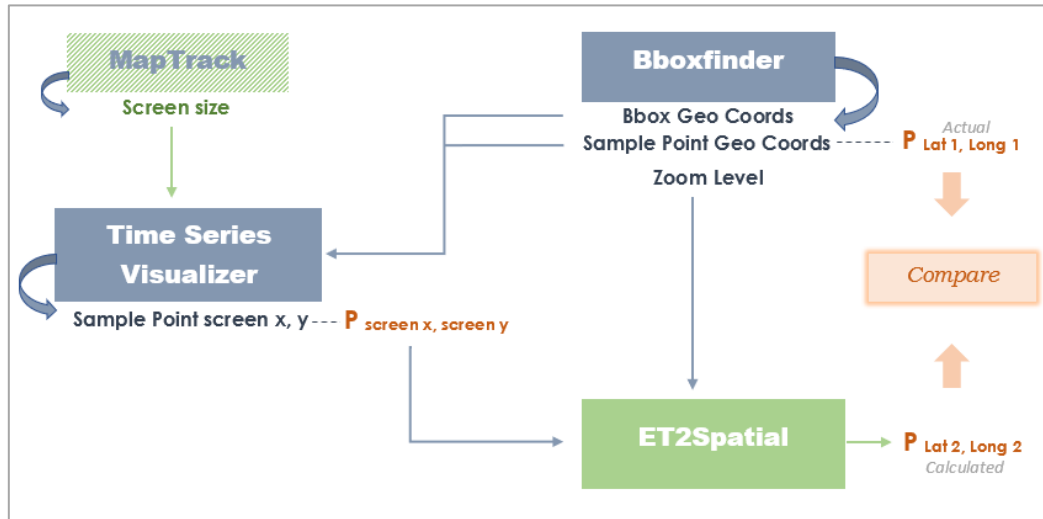 MapTrack
Screen size
Bboxfinder
Bbox Geo Coords
Sample Point Geo Coords
Zoom Level
Actual
P Lat 1, Long 1
Time Series
Visualizer
Sample Point screen x, y
P screen x, screen y
Compare
ET2Spatial
P Lat 2, Long 2
Calculated